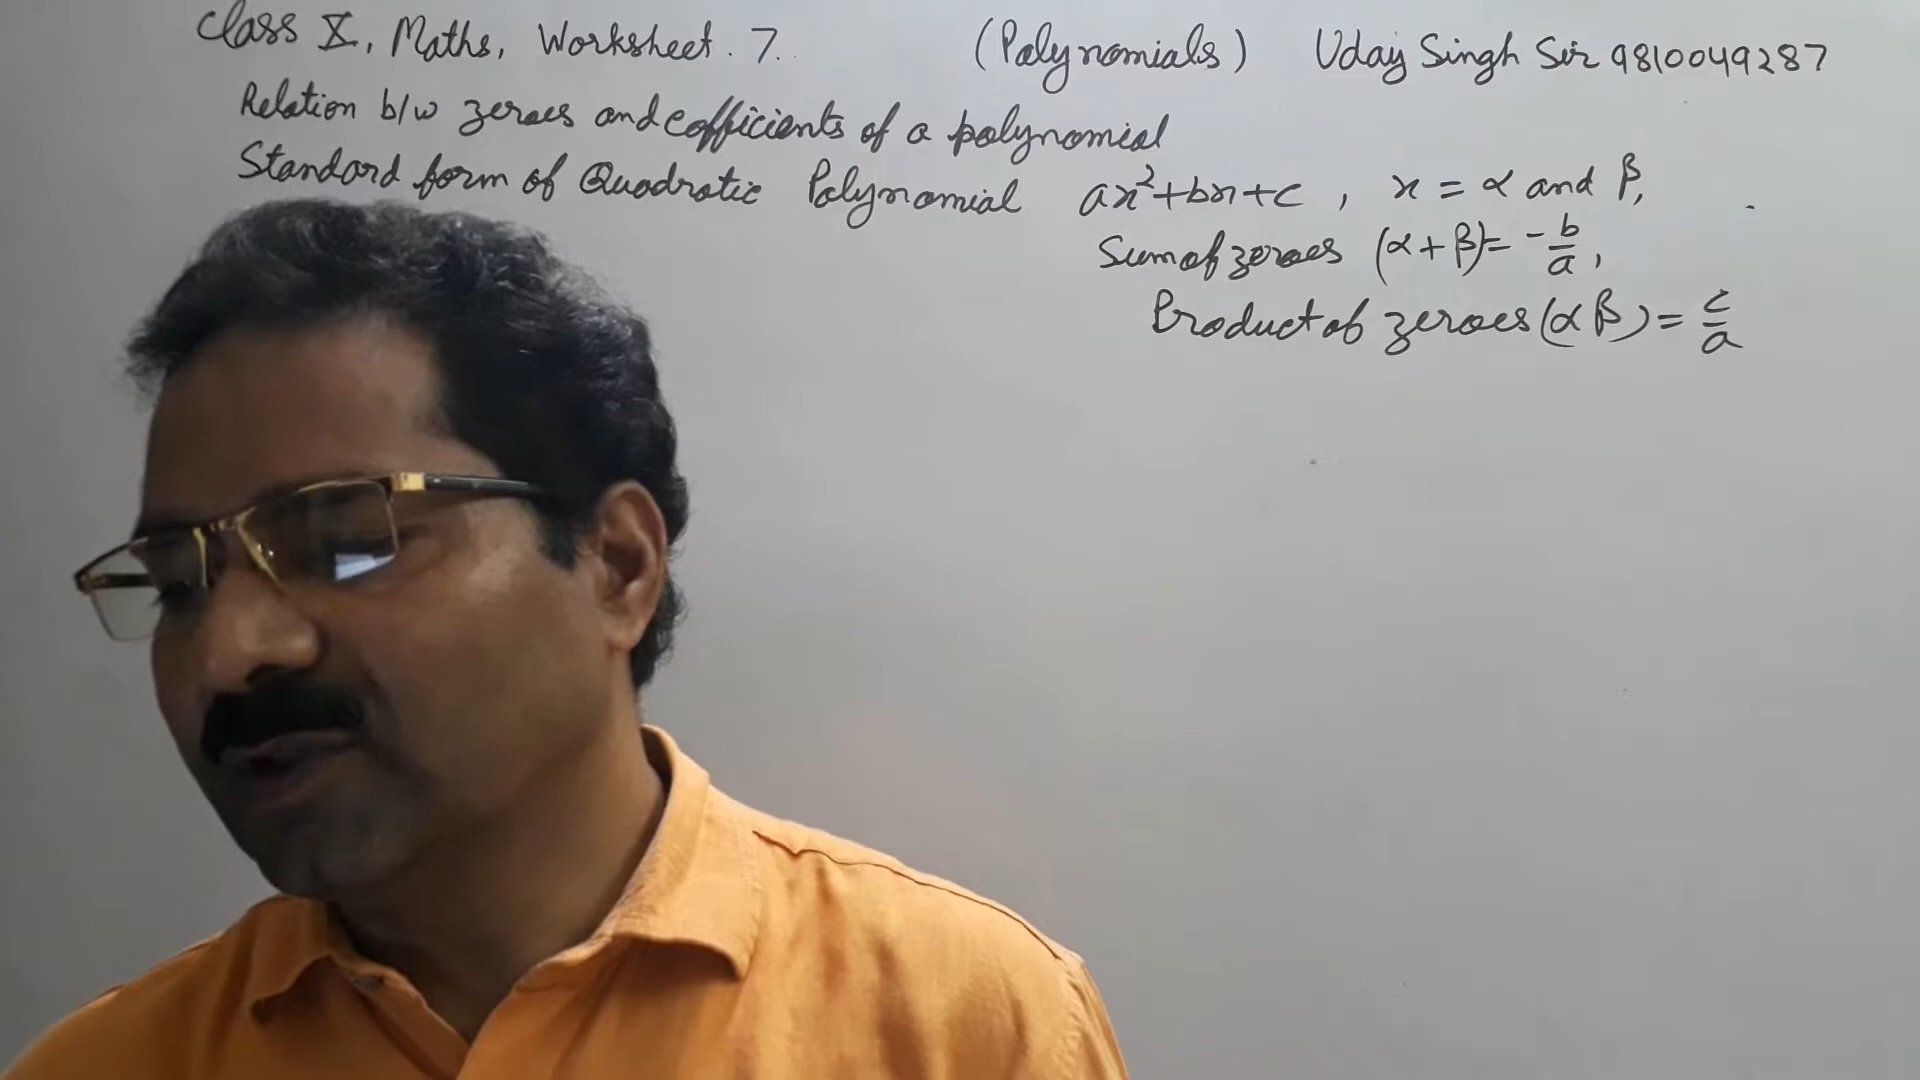 Class X, Maths, Worksheet. 7. (Polynomials) Uday Singh Sir 9810049287
Relation b/w zeroes and cofficients of a polynomial
Standard form of Quadratic Polynomial ax²+bx+c, x = α and β,
Sum of zeroes (α+β) = -b/a,
Product of zeroes (αβ) = c/a